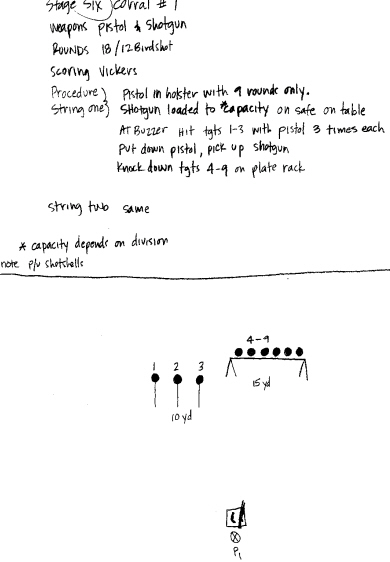 Stage Six Corral # 1
Weapons Pistol & Shotgun
Rounds 18/12 Birdshot
Scoring Vickers
Procedure) Pistol in holster with 9 rounds only.
String one) Shotgun loaded to *capacity on safe on table
At Buzzer Hit tgts 1-3 with pistol 3 times each
Put down pistol, pick up shotgun
Knock down tgts 4-9 on plate rack
String two same
* capacity depends on division
note p/u shotshells
4-9
1 2 3
15 yd
10 yd
P1